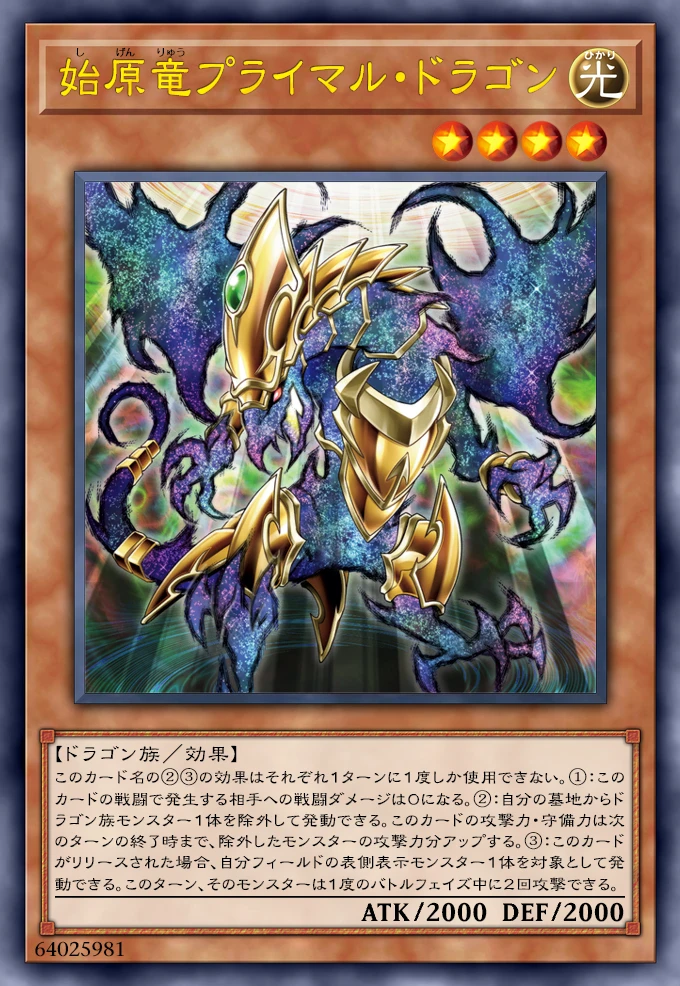 し げん りゅう
始原竜プライマル・ドラゴン
ひかり
光
【ドラゴン族／効果】
このカード名の②③の効果はそれぞれ１ターンに１度しか使用できない。①：この
カードの戦闘で発生する相手への戦闘ダメージは０になる。②：自分の墓地からド
ラゴン族モンスター１体を除外して発動できる。このカードの攻撃力・守備力は次
のターンの終了時まで、除外したモンスターの攻撃力分アップする。③：このカード
がリリースされた場合、自分フィールドの表側表示モンスター１体を対象として発
動できる。このターン、そのモンスターは１度のバトルフェイズ中に２回攻撃できる。
ATK/2000 DEF/2000
64025981